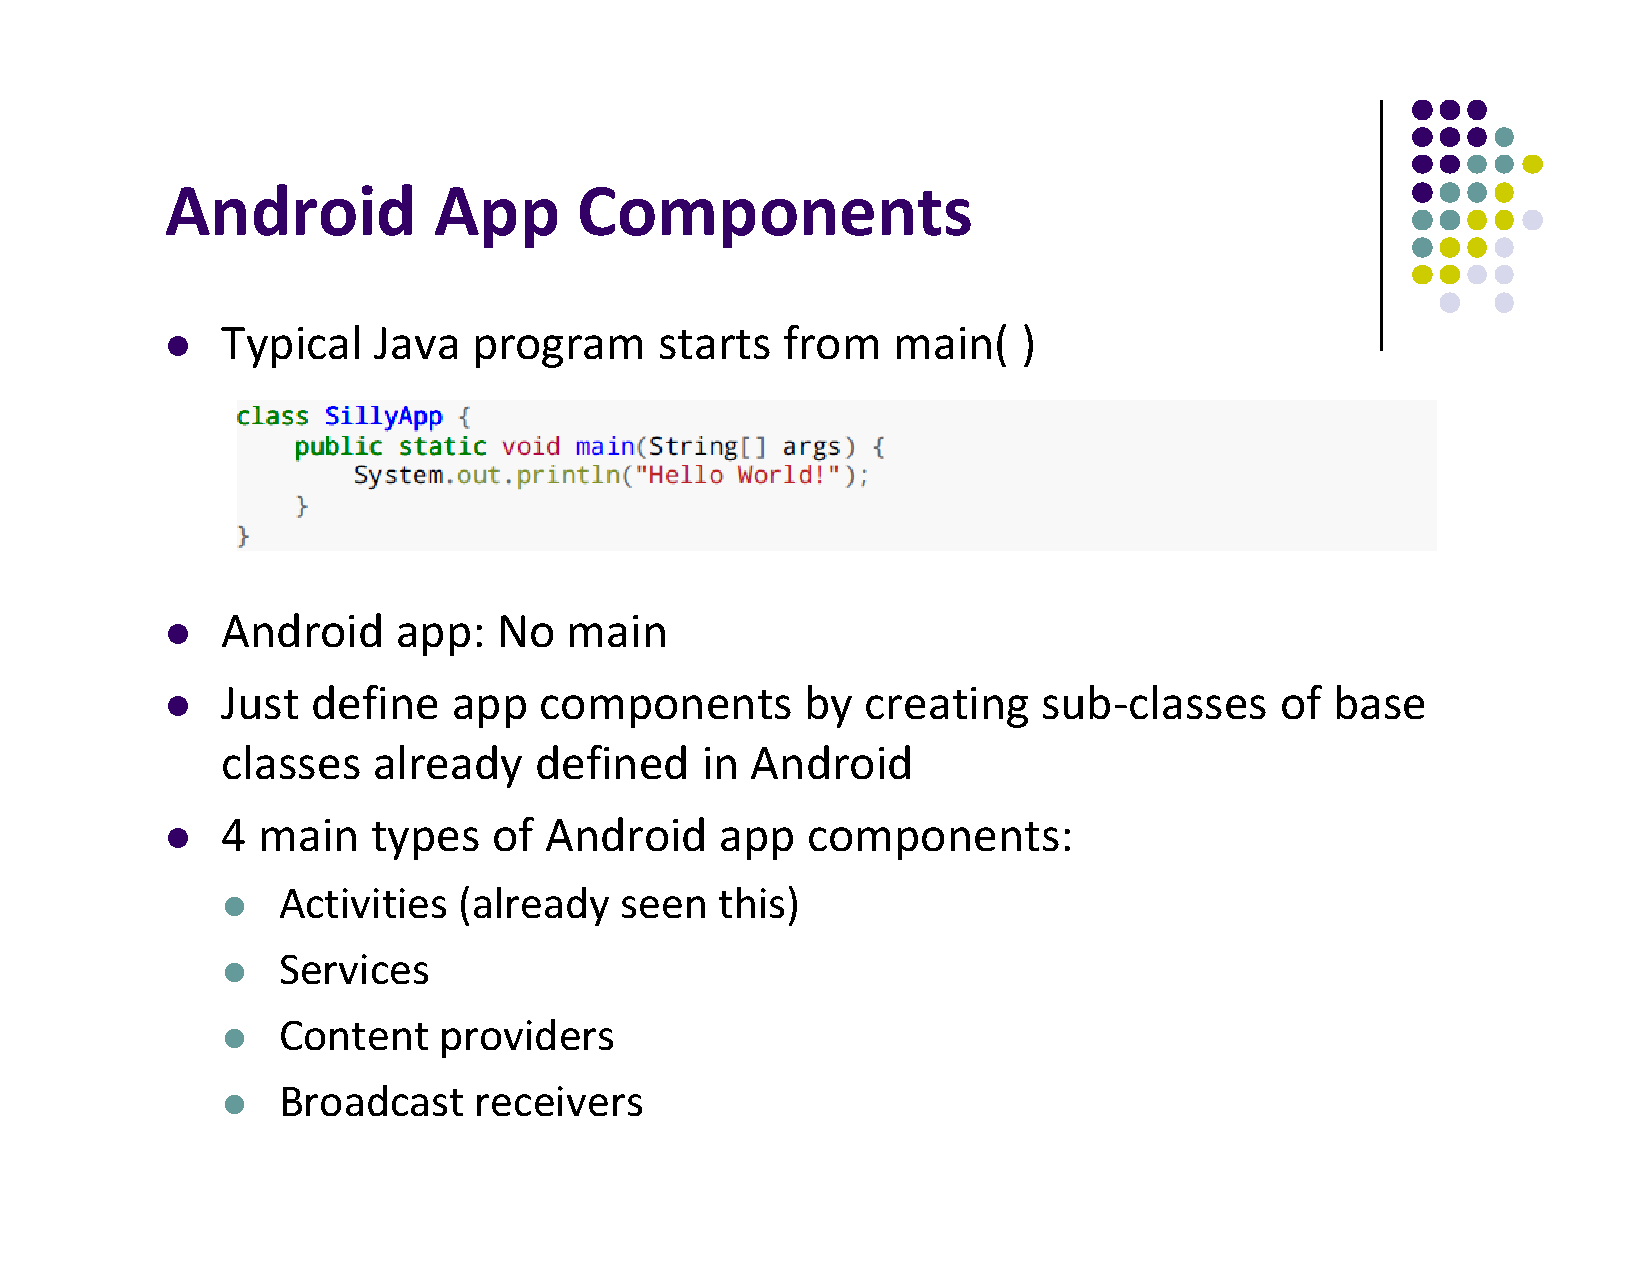 Android App Components
Typical Java program starts from main( )
class SillyApp {
public static void main(String[] args) {
System.out.println("Hello World!");
}
}
Android app: No main
Just define app components by creating sub-classes of base
classes already defined in Android
4 main types of Android app components:
Activities (already seen this)
Services
Content providers
Broadcast receivers